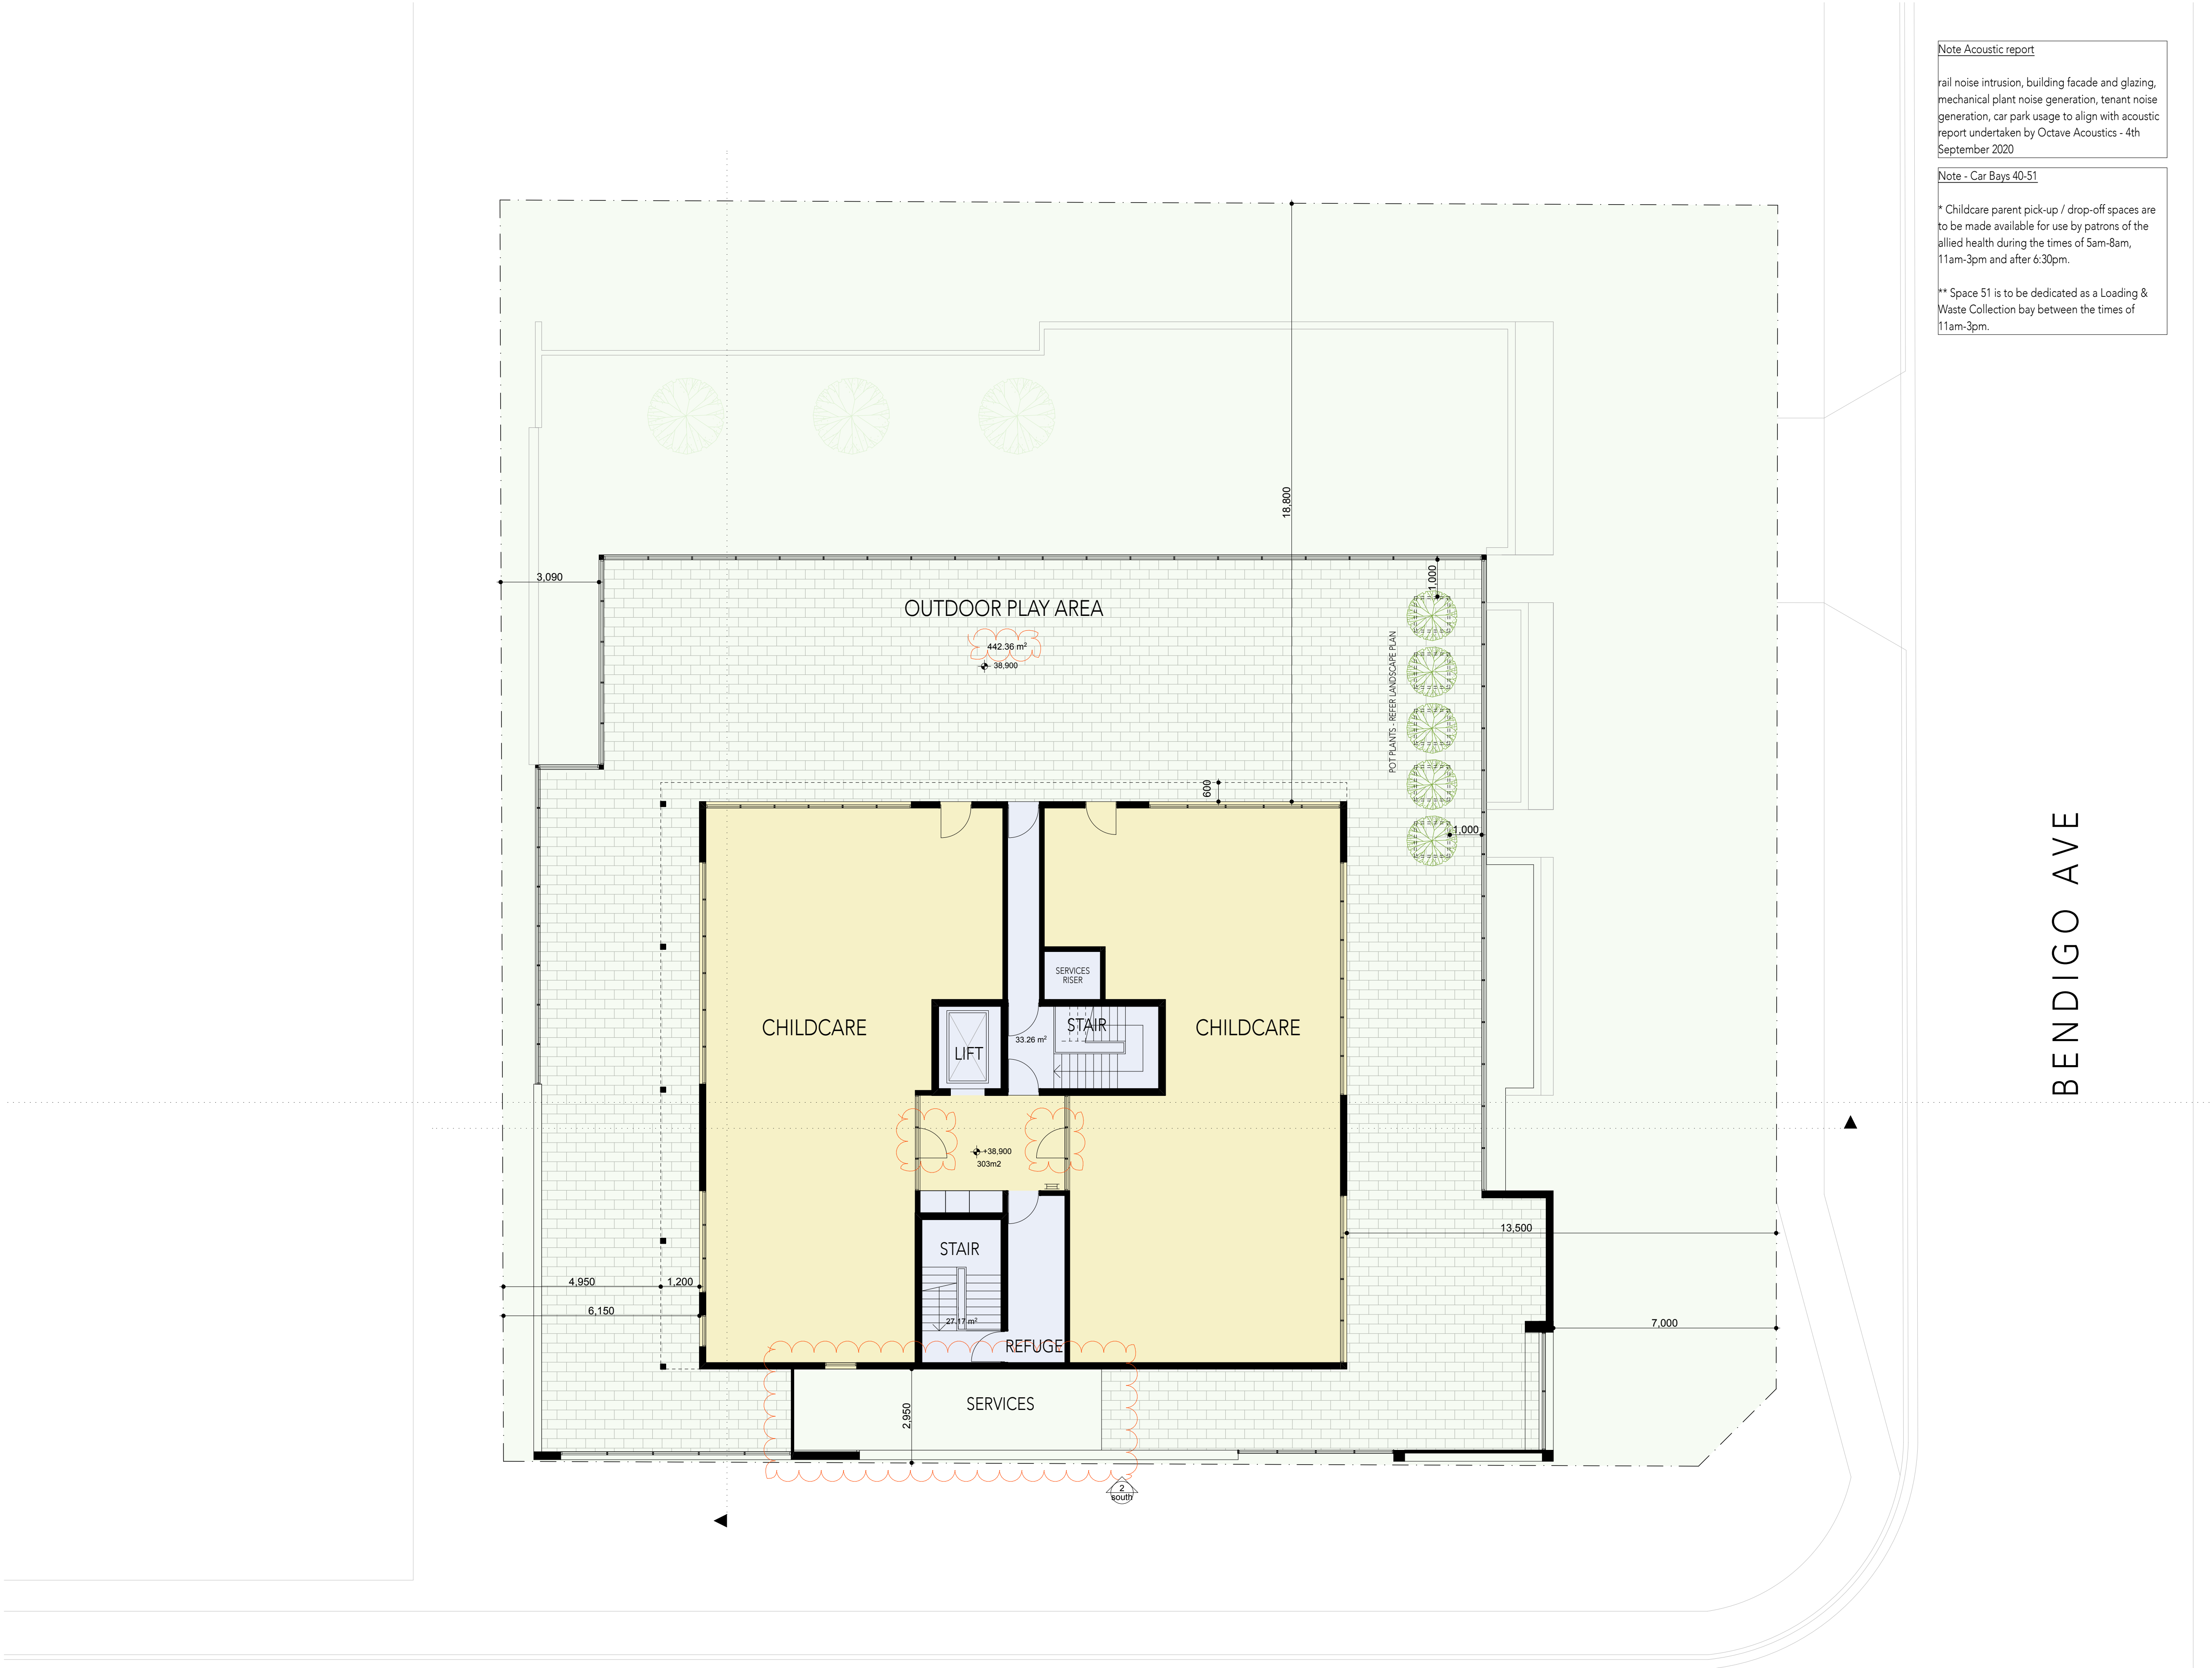 Note Acoustic report
rail noise intrusion, building facade and glazing,
mechanical plant noise generation, tenant noise
generation, car park usage to align with acoustic
report undertaken by Octave Acoustics - 4th
September 2020
Note - Car Bays 40-51
* Childcare parent pick-up / drop-off spaces are
to be made available for use by patrons of the
allied health during the times of 5am-8am,
11am-3pm and after 6:30pm.
** Space 51 is to be dedicated as a Loading &
Waste Collection bay between the times of
11am-3pm.
18,800
3,090
1,000
OUTDOOR PLAY AREA
442.36 m²
38,900
POT PLANTS - REFER LANDSCAPE PLAN
600
1,000
BENDIGO AVE
SERVICES
RISER
CHILDCARE
STAIR
CHILDCARE
33.26 m²
LIFT
+38,900
303m2
13,500
STAIR
4,950
1,200
6,150
27.17 m²
7,000
REFUGE
SERVICES
2,950
2
south